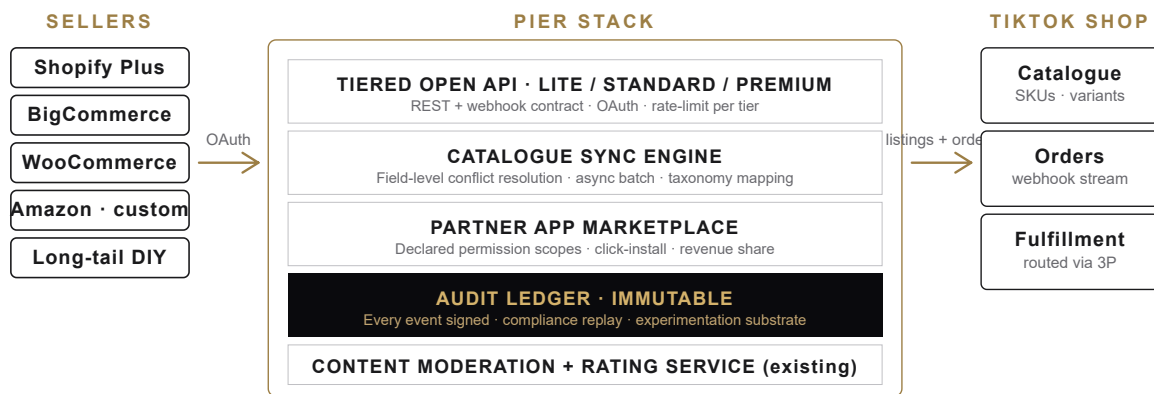 SELLERS
Shopify Plus
BigCommerce
WooCommerce
Amazon · custom
Long-tail DIY
OAuth
PIER STACK
TIERED OPEN API · LITE / STANDARD / PREMIUM
REST + webhook contract · OAuth · rate-limit per tier
CATALOGUE SYNC ENGINE
Field-level conflict resolution · async batch · taxonomy mapping
PARTNER APP MARKETPLACE
Declared permission scopes · click-install · revenue share
AUDIT LEDGER · IMMUTABLE
Every event signed · compliance replay · experimentation substrate
CONTENT MODERATION + RATING SERVICE (existing)
listings + orde
TIKTOK SHOP
Catalogue
SKUs · variants
Orders
webhook stream
Fulfillment
routed via 3P